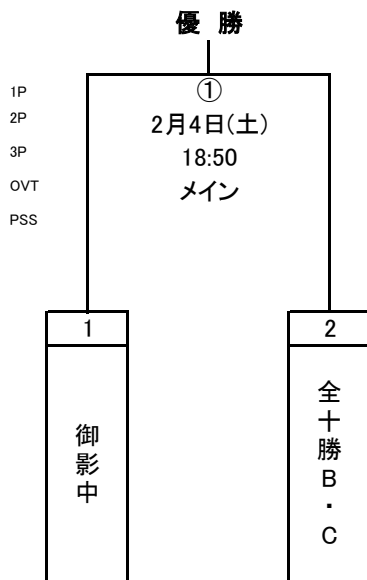 優 勝
①
1P
2P
3P
OVT
PSS
2月4日(土)
18:50
メイン
1
2
御影中
全十勝B・C